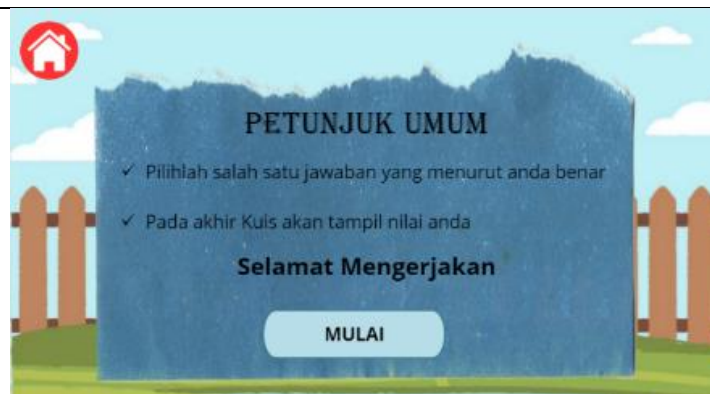 PETUNJUK UMUM
✓ Pilihlah salah satu jawaban yang menurut anda benar
✓ Pada akhir Kuis akan tampil nilai anda
Selamat Mengerjakan
MULAI